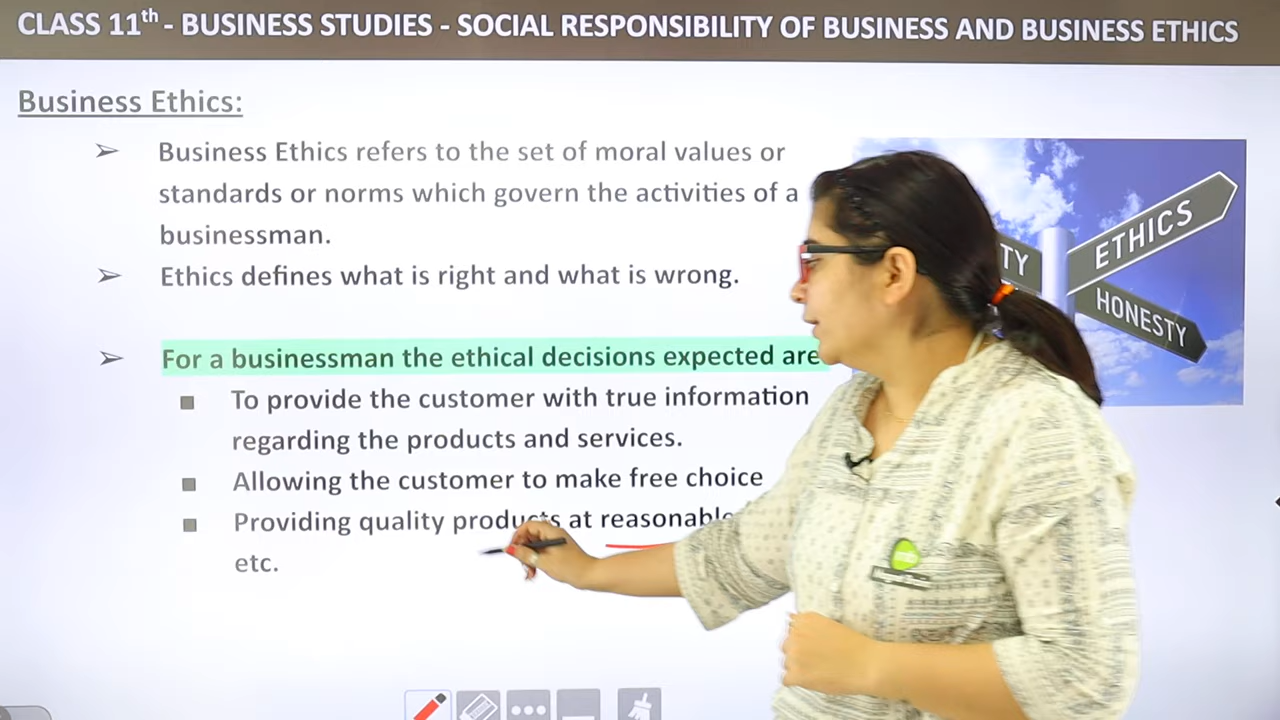 CLASS 11th - BUSINESS STUDIES - SOCIAL RESPONSIBILITY OF BUSINESS AND BUSINESS ETHICS
Business Ethics:
➢ Business Ethics refers to the set of moral values or
standards or norms which govern the activities of a
businessman.
➢ Ethics defines what is right and what is wrong.
➢ For a businessman the ethical decisions expected are
▪ To provide the customer with true information
regarding the products and services.
▪ Allowing the customer to make free choice
▪ Providing quality products at reasonable
etc.
TY
ETHICS
HONESTY